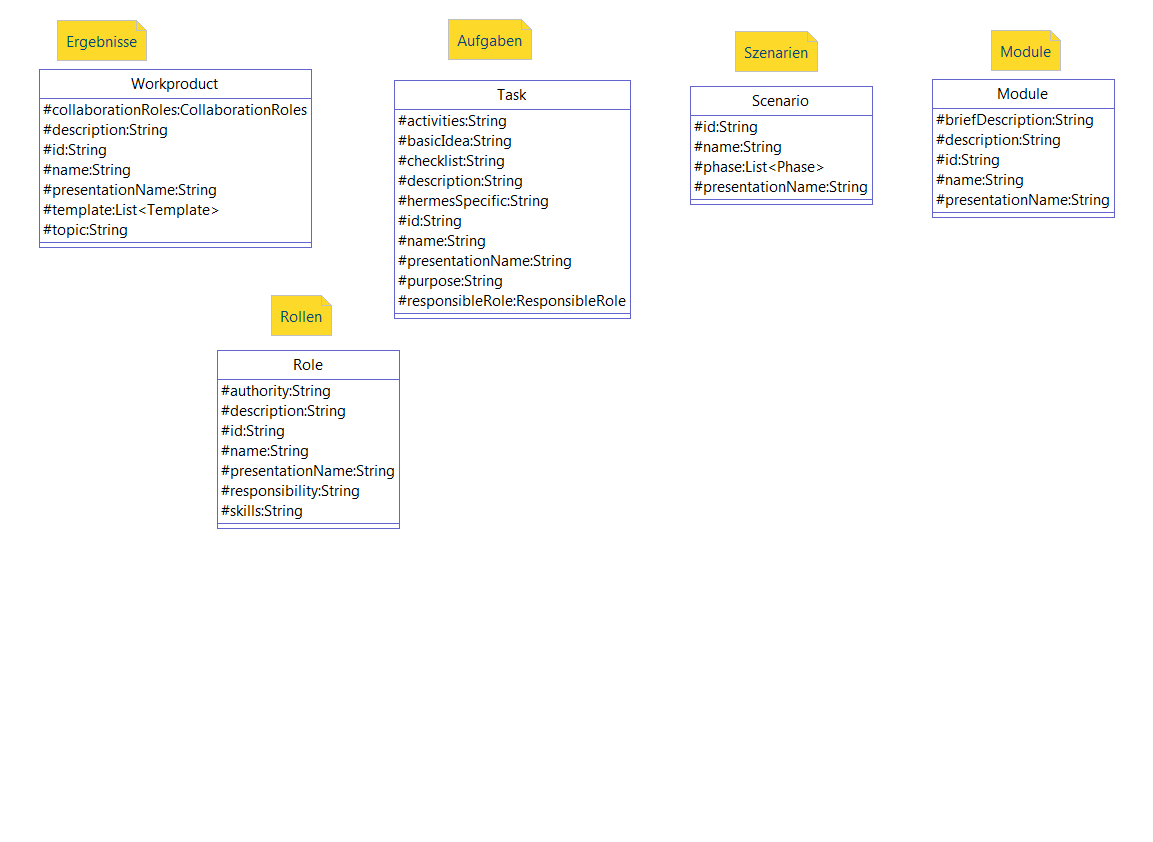 Ergebnisse
Workproduct
#collaborationRoles:CollaborationRoles
#description:String
#id:String
#name:String
#presentationName:String
#template:List<Template>
#topic:String
Aufgaben
Task
#activities:String
#basicIdea:String
#checklist:String
#description:String
#hermesSpecific:String
#id:String
#name:String
#presentationName:String
#purpose:String
#responsibleRole:ResponsibleRole
Szenarien
Scenario
#id:String
#name:String
#phase:List<Phase>
#presentationName:String
Module
Module
#briefDescription:String
#description:String
#id:String
#name:String
#presentationName:String
Rollen
Role
#authority:String
#description:String
#id:String
#name:String
#presentationName:String
#responsibility:String
#skills:String